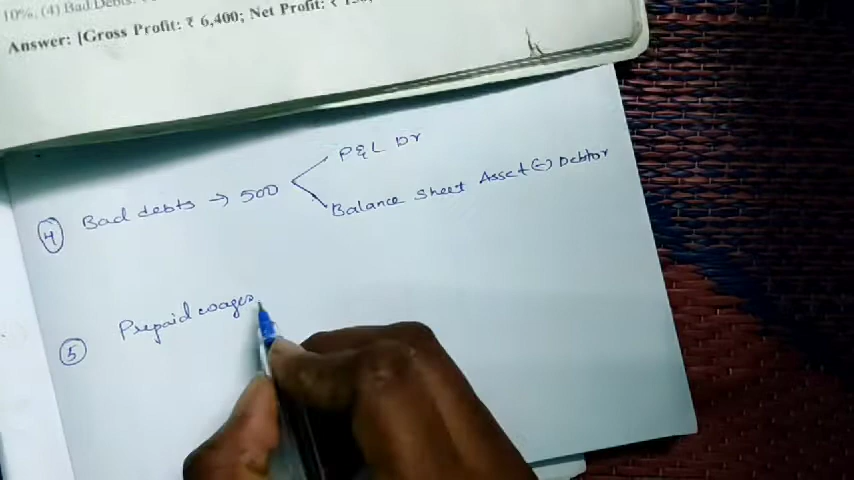 10%, (4) Bad Debts:
Answer: [Gross Profit: ₹ 6,400; Net Profit: ₹
P&L Dr
④ Bad debts → 500
Balance Sheet Asset (-) Debtor
⑤ Prepaid wages